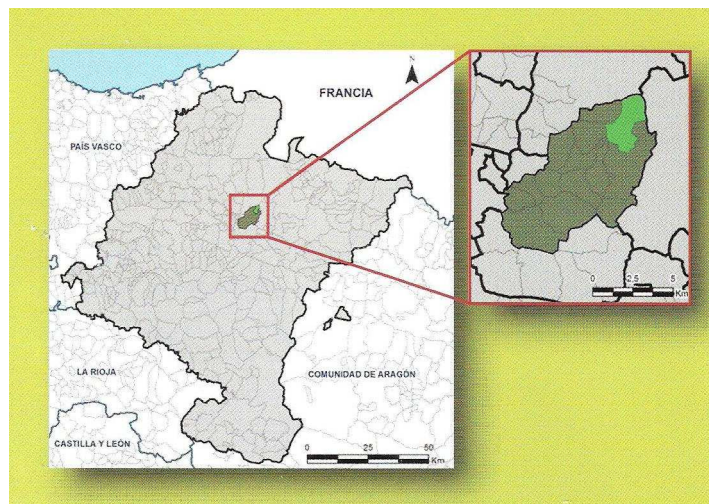 N
FRANCIA
PAÍS VASCO
0 2,5 5
Km
LA RIOJA
COMUNIDAD DE ARAGÓN
CASTILLA Y LEÓN
0 25 50
Km